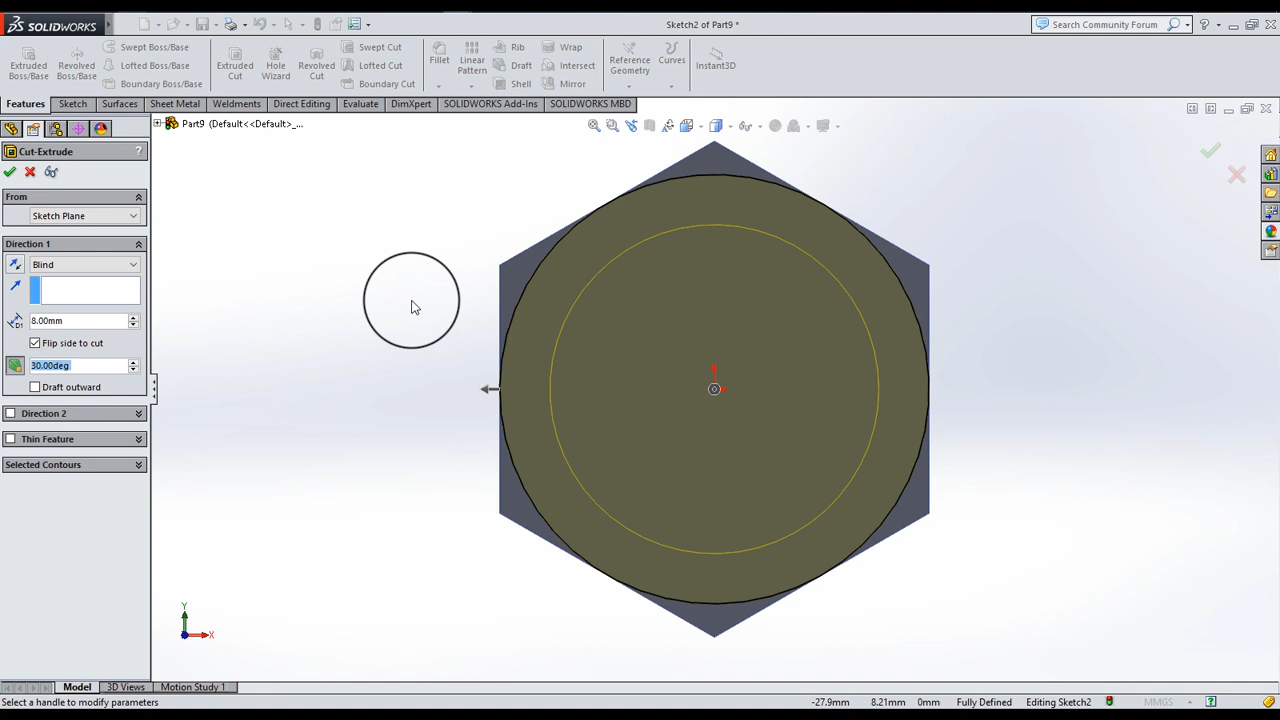 SOLIDWORKS
Sketch2 of Part9 *
Search Community Forum
Extruded Boss/Base
Revolved Boss/Base
Swept Boss/Base
Lofted Boss/Base
Boundary Boss/Base
Extruded Cut
Hole Wizard
Revolved Cut
Swept Cut
Lofted Cut
Boundary Cut
Fillet
Linear Pattern
Rib
Draft
Shell
Wrap
Intersect
Mirror
Reference Geometry
Curves
Instant3D
Features Sketch Surfaces Sheet Metal Weldments Direct Editing Evaluate DimXpert SOLIDWORKS Add-Ins SOLIDWORKS MBD
Part9 (Default<<Default>_...
Cut-Extrude ?
From
Sketch Plane
Direction 1
Blind
D1
8.00mm
Flip side to cut
30.00deg
Draft outward
Direction 2
Thin Feature
Selected Contours
Y
X
Model 3D Views Motion Study 1
Select a handle to modify parameters -27.9mm 8.21mm 0mm Fully Defined Editing Sketch2 MMGS